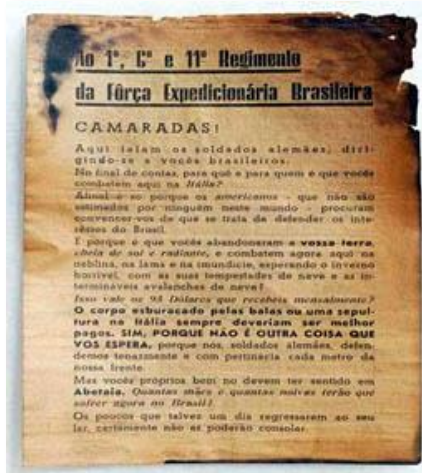 Ao 1º, 6º e 11º Regimento
da Fôrça Expedicionária Brasileira
CAMARADAS!
Aqui falam os soldados alemães, diri-
gindo-se a vocês brasileiros.
No final de contas, para quê e para quem e que vocês
combatem aqui na Itália?
Afinal é so porque os americanos - que não são
estimados por ninguém neste mundo - procuram
convencer-vos de que se trata de defender os inte-
rêsses do Brasil.
E porque é que vocês abandonaram a vossa terra,
cheia de sol e radiante, e combatem agora aqui na
neblina, na lama e na imundície, esperando o inverno
horrivel, com as suas tempestades de neve e as in-
termináveis avalanches de neve?
Isso vale os 95 Dólares que recebeis mensalmente?
O corpo esburacado pelas balas ou uma sepul-
tura na Itália sempre deveriam ser melhor
pagos. SIM, PORQUE NÃO É OUTRA COISA QUE
VOS ESPERA, porque nós, soldados alemães, defen-
demos tenazmente e com pertinácia cada metro da
nossa frente.
Mas vocês próprios bem no devem ter sentido em
Abetaia. Quantas mães e quantas noivas terão que
sofrer agora no Brasil!
Os poucos que talvez um dia regressarem ao seu
lar, certamente não as poderão consolar.